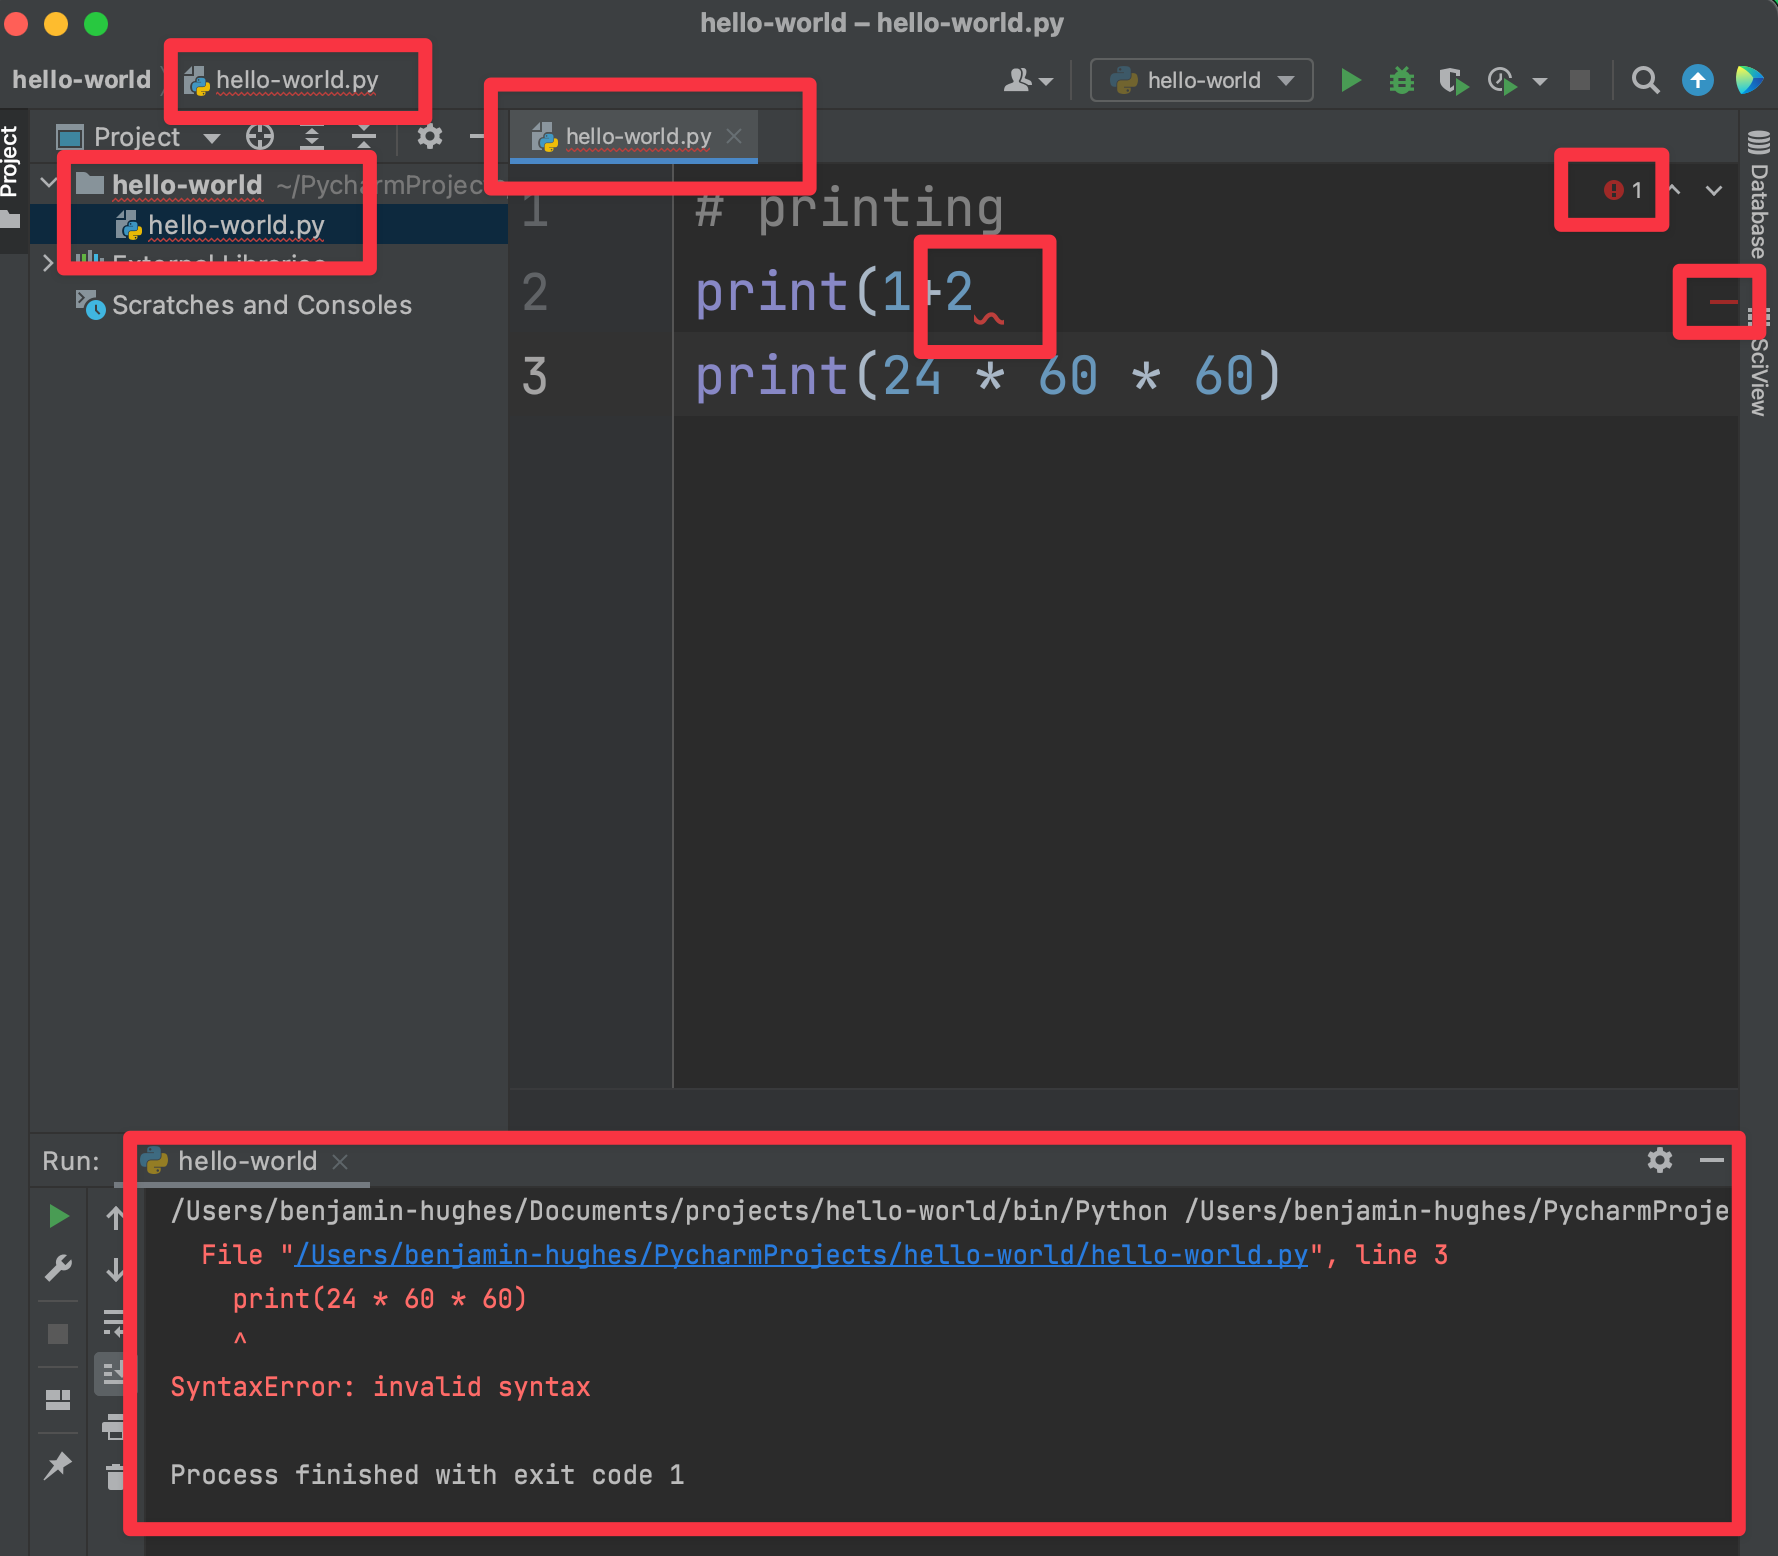 hello-world – hello-world.py
hello-world hello-world.py
hello-world
Project
Project
hello-world.py
hello-world ~/PycharmProjec
hello-world.py
External Libraries
Scratches and Consoles
1 # printing
2 print(1+2
3 print(24 * 60 * 60)
1
Database
SciView
Run: hello-world
/Users/benjamin-hughes/Documents/projects/hello-world/bin/Python /Users/benjamin-hughes/PycharmProje
File "/Users/benjamin-hughes/PycharmProjects/hello-world/hello-world.py", line 3
print(24 * 60 * 60)
^
SyntaxError: invalid syntax
Process finished with exit code 1